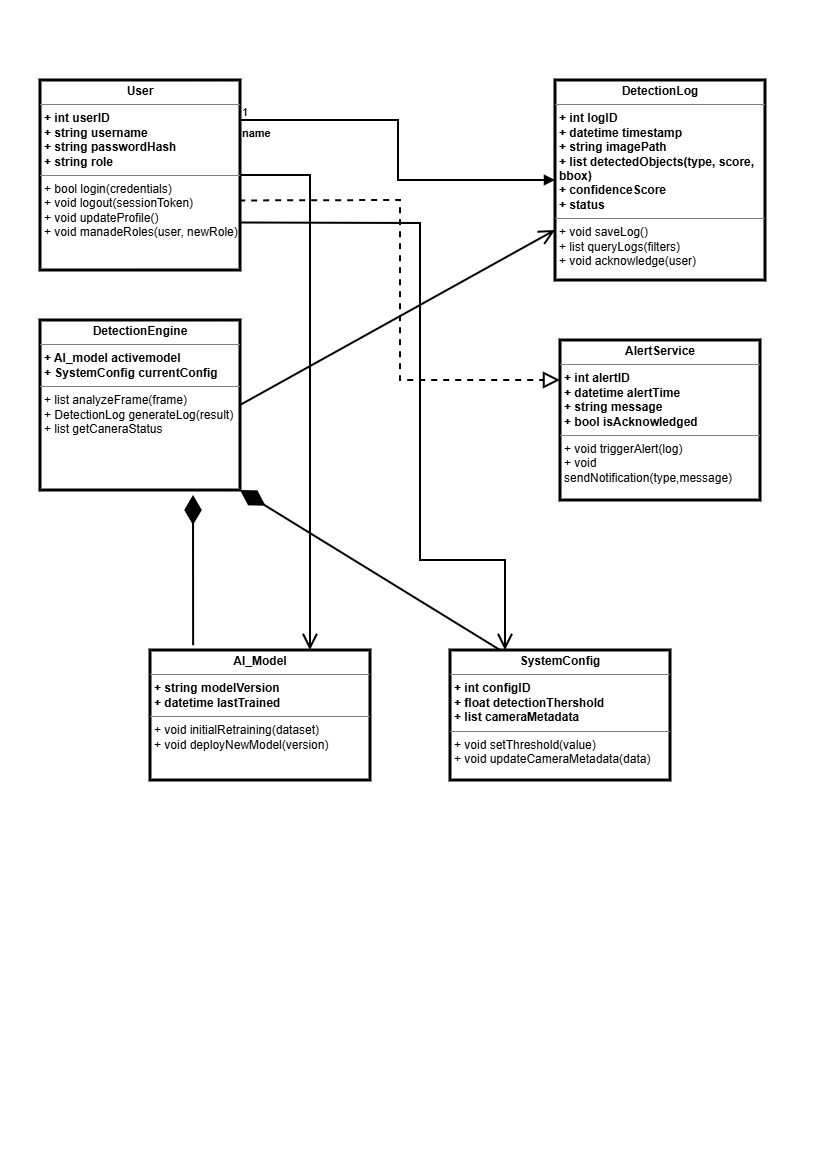 User
+ int userID
+ string username
+ string passwordHash
+ string role
+ bool login(credentials)
+ void logout(sessionToken)
+ void updateProfile()
+ void manadeRoles(user, newRole)
1
name
DetectionLog
+ int logID
+ datetime timestamp
+ string imagePath
+ list detectedObjects(type, score,
bbox)
+ confidenceScore
+ status
+ void saveLog()
+ list queryLogs(filters)
+ void acknowledge(user)
DetectionEngine
+ AI_model activemodel
+ SystemConfig currentConfig
+ list analyzeFrame(frame)
+ DetectionLog generateLog(result)
+ list getCaneraStatus
AlertService
+ int alertID
+ datetime alertTime
+ string message
+ bool isAcknowledged
+ void triggerAlert(log)
+ void
sendNotification(type,message)
AI_Model
+ string modelVersion
+ datetime lastTrained
+ void initialRetraining(dataset)
+ void deployNewModel(version)
SystemConfig
+ int configID
+ float detectionThershold
+ list cameraMetadata
+ void setThreshold(value)
+ void updateCameraMetadata(data)